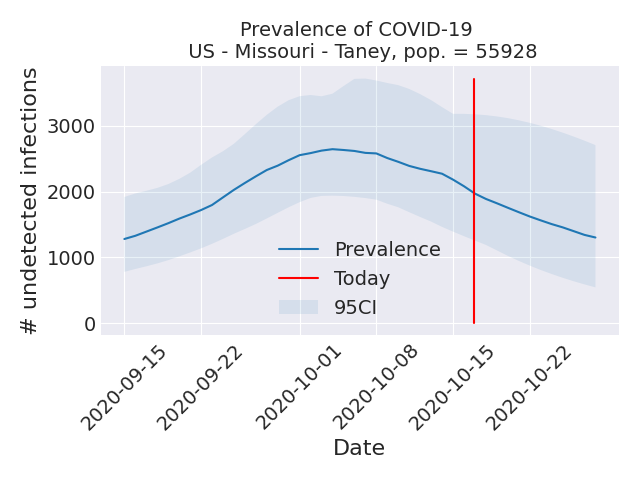 Prevalence of COVID-19
US - Missouri - Taney, pop. = 55928
# undetected infections
3000
2000
1000
0
Prevalence
Today
95CI
2020-09-15
2020-09-22
2020-10-01
2020-10-08
2020-10-15
2020-10-22
Date